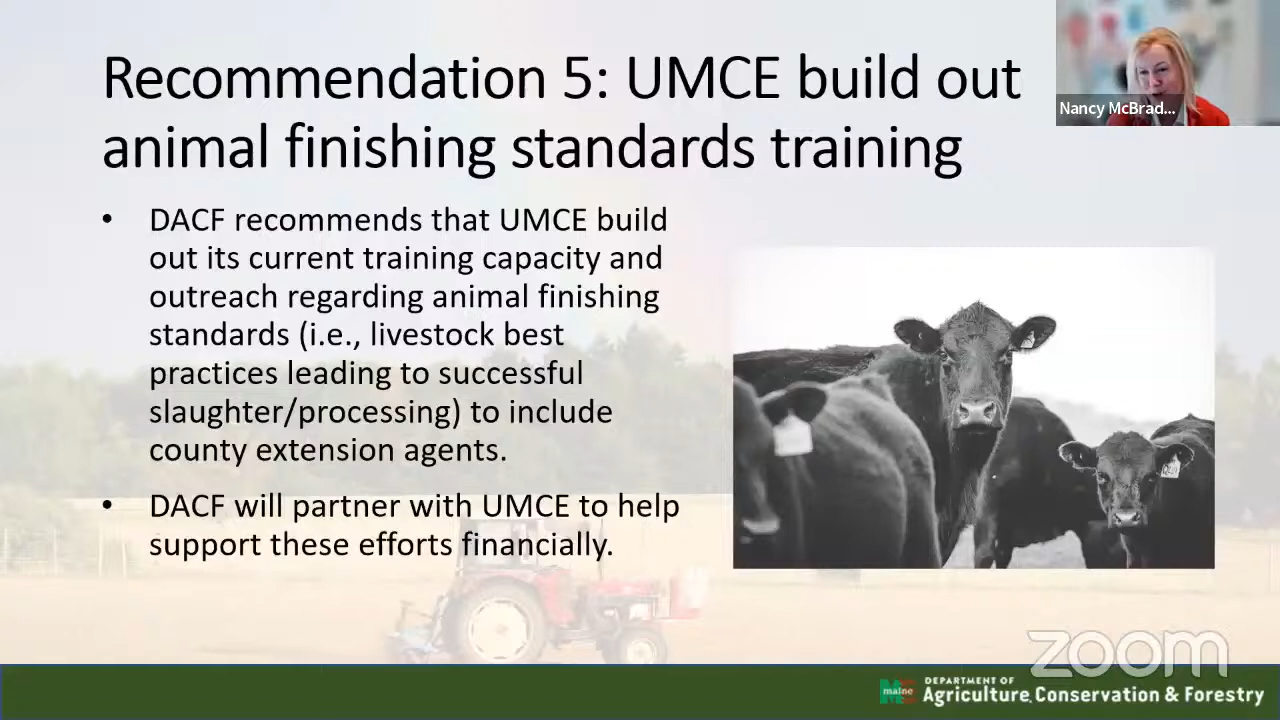 Recommendation 5: UMCE build out
animal finishing standards training
Nancy McBrad...
• DACF recommends that UMCE build
out its current training capacity and
outreach regarding animal finishing
standards (i.e., livestock best
practices leading to successful
slaughter/processing) to include
county extension agents.
• DACF will partner with UMCE to help
support these efforts financially.
zoom
maine
DEPARTMENT OF
Agriculture, Conservation & Forestry